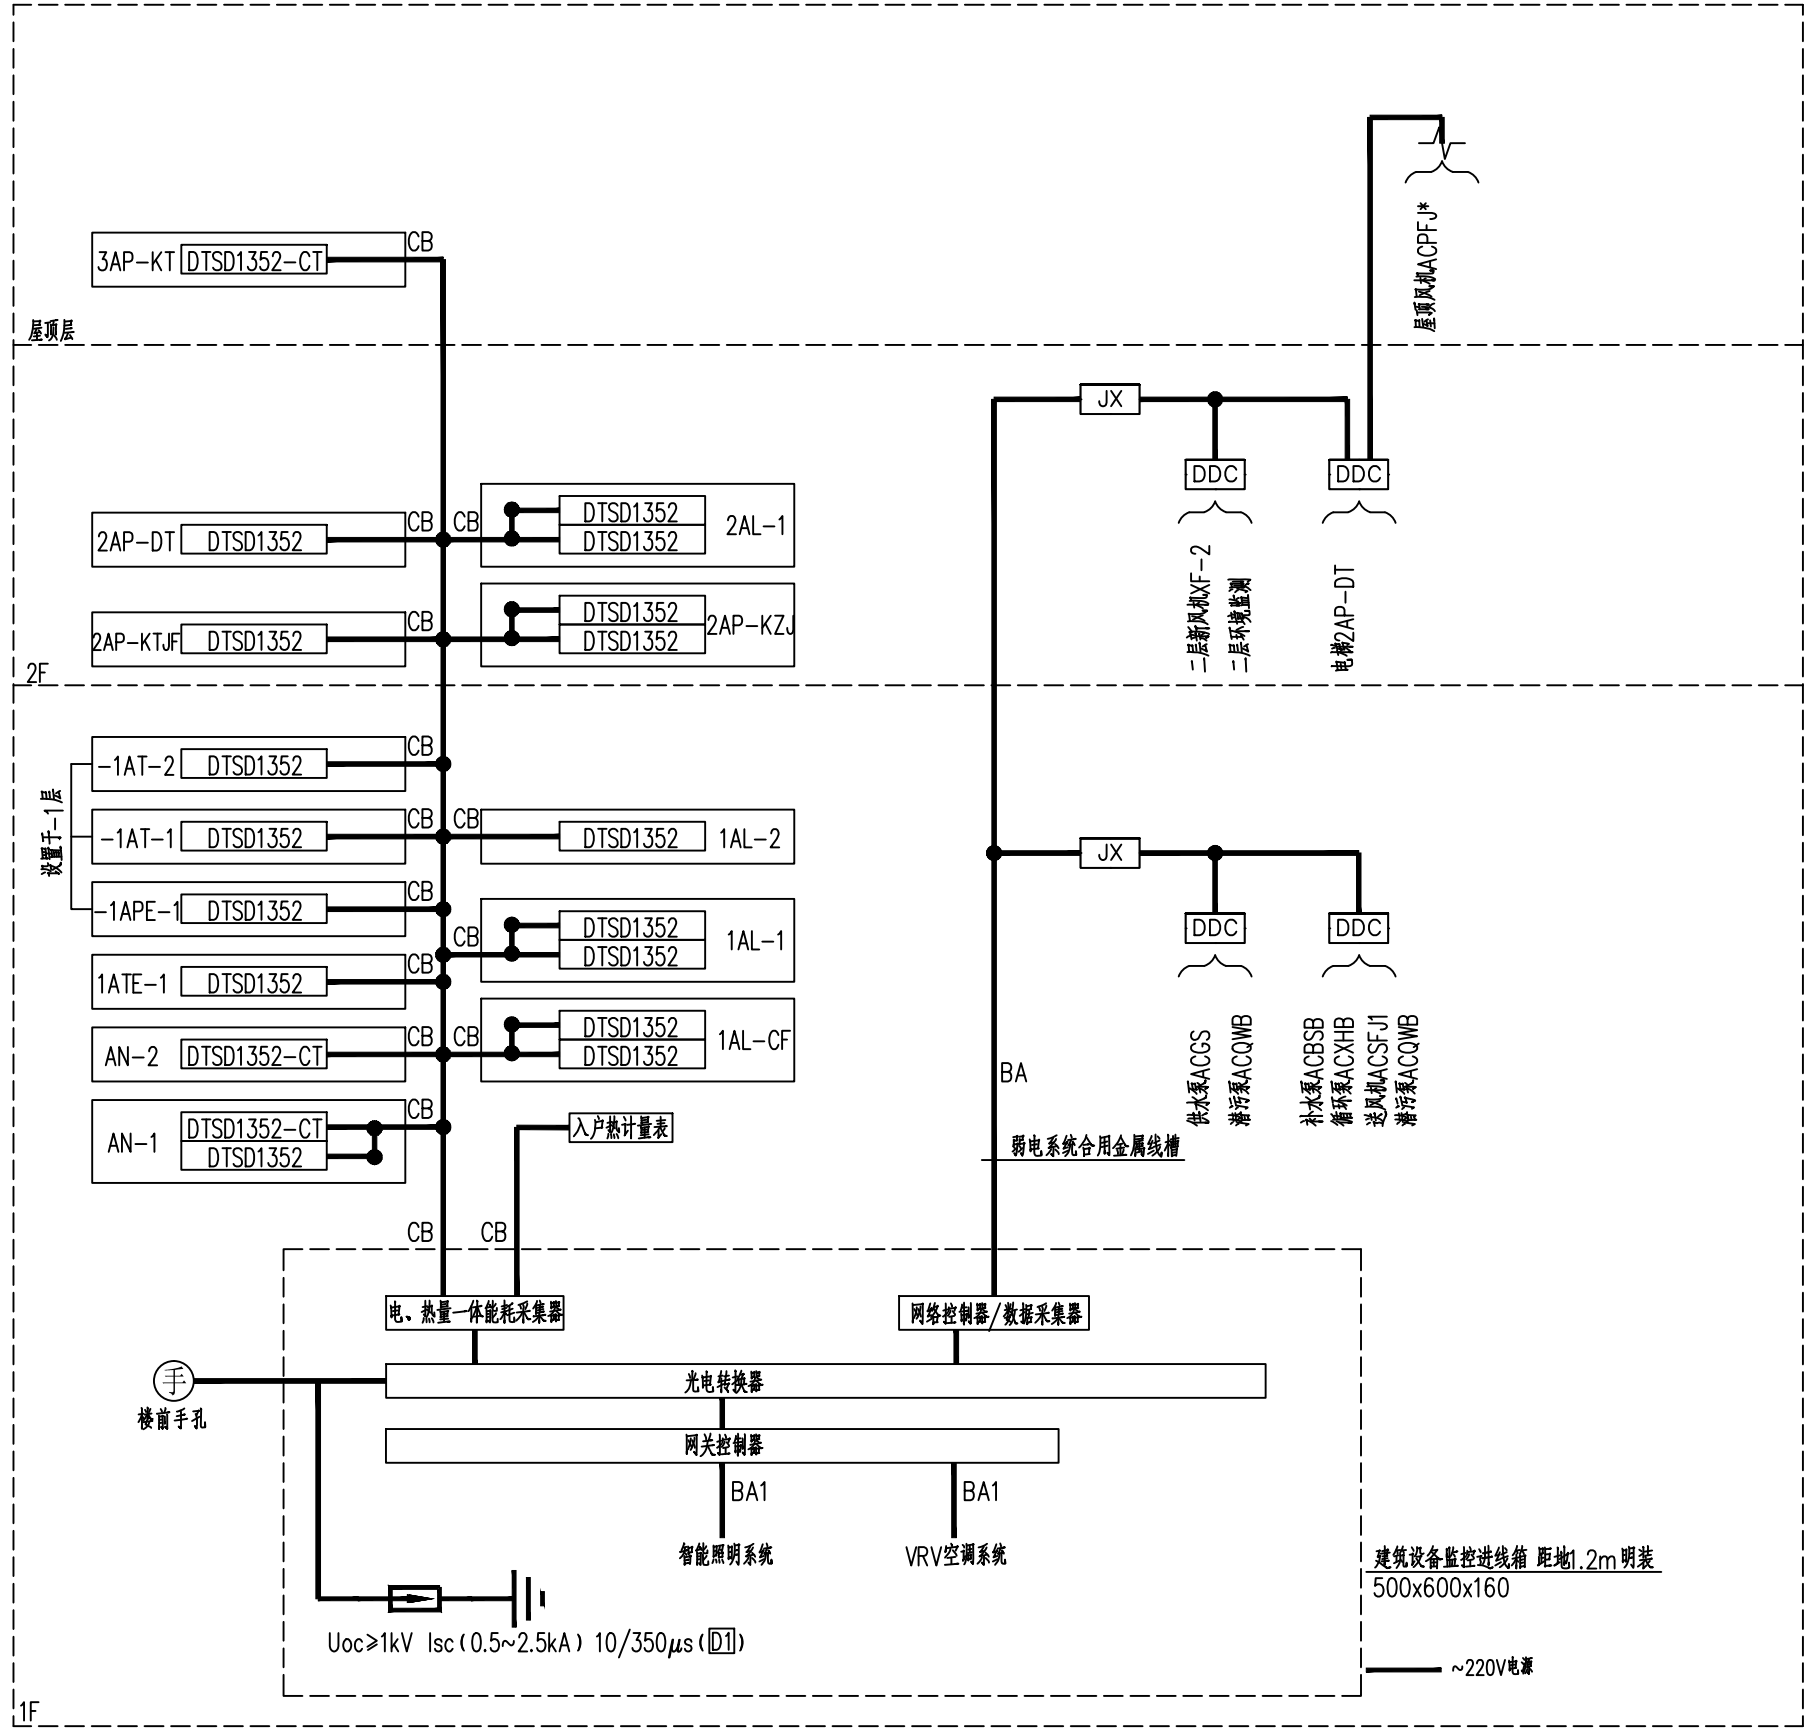 3AP-KT
DTSD1352-CT
CB
屋顶风机ACPFJ*
屋顶层
JX
DDC
DDC
2AP-DT
DTSD1352
CB
CB
DTSD1352
DTSD1352
2AL-1
二层新风机XF-2
二层环境监测
电梯2AP-DT
2AP-KTJF
DTSD1352
CB
DTSD1352
DTSD1352
2AP-KZJ
2F
设置于-1层
-1AT-2
DTSD1352
CB
-1AT-1
DTSD1352
CB
CB
DTSD1352
1AL-2
JX
-1APE-1
DTSD1352
CB
CB
DTSD1352
DTSD1352
1AL-1
DDC
DDC
1ATE-1
DTSD1352
CB
AN-2
DTSD1352-CT
CB
CB
DTSD1352
DTSD1352
1AL-CF
供水泵ACGS
潜污泵ACQWB
补水泵ACBSB
循环泵ACXHB
送风机ACSFJ1
潜污泵ACQWB
BA
AN-1
DTSD1352-CT
DTSD1352
CB
入户热计量表
弱电系统合用金属线槽
CB
CB
电、热量一体能耗采集器
网络控制器/数据采集器
手
楼前手孔
光电转换器
网关控制器
BA1
BA1
智能照明系统
VRV空调系统
建筑设备监控进线箱 距地1.2m明装
500x600x160
Uoc≥1kV Isc(0.5~2.5kA) 10/350μs(D1)
~220V电源
1F